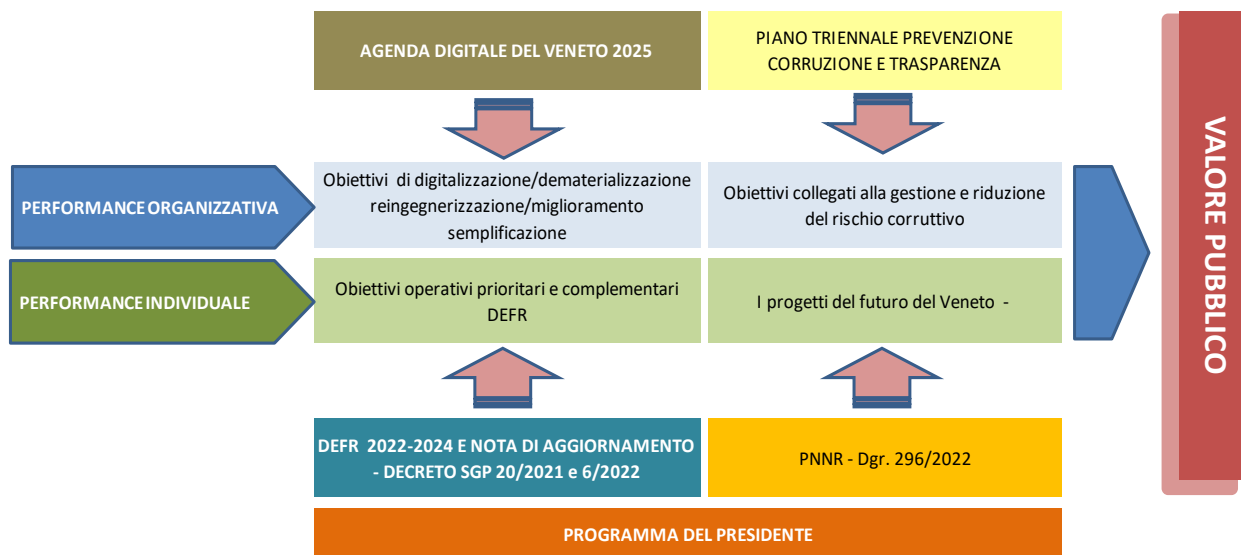 AGENDA DIGITALE DEL VENETO 2025
PIANO TRIENNALE PREVENZIONE
CORRUZIONE E TRASPARENZA
PERFORMANCE ORGANIZZATIVA
Obiettivi di digitalizzazione/dematerializzazione
reingegnerizzazione/miglioramento
semplificazione
Obiettivi collegati alla gestione e riduzione
del rischio corruttivo
PERFORMANCE INDIVIDUALE
Obiettivi operativi prioritari e complementari
DEFR
I progetti del futuro del Veneto -
VALORE PUBBLICO
DEFR 2022-2024 E NOTA DI AGGIORNAMENTO
- DECRETO SGP 20/2021 e 6/2022
PNNR - Dgr. 296/2022
PROGRAMMA DEL PRESIDENTE